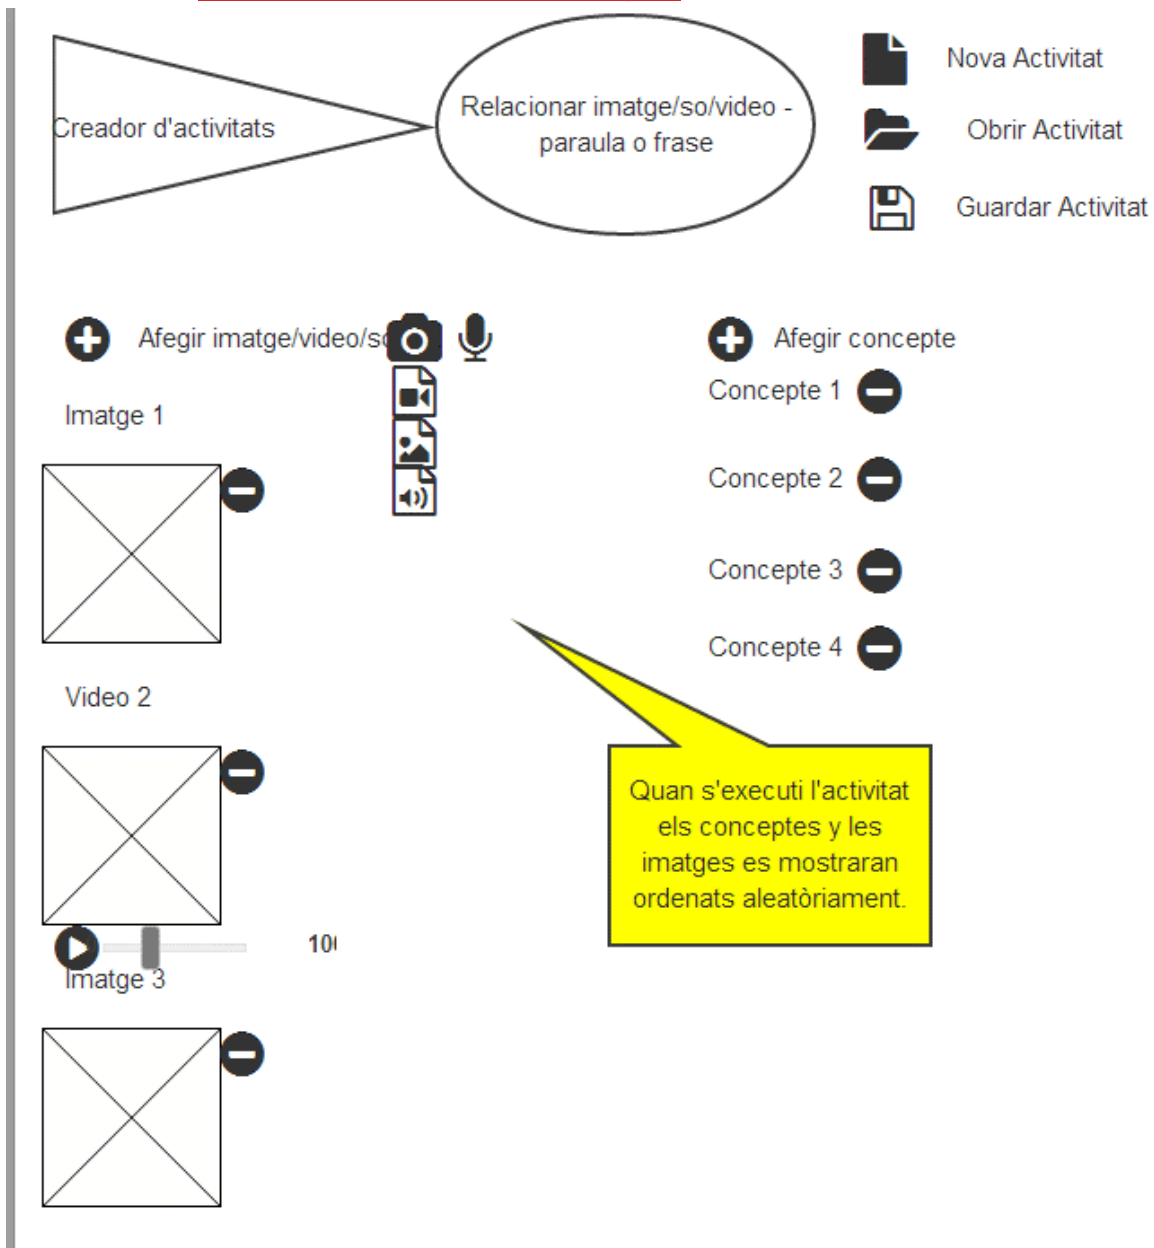 Creador d'activitats
Relacionar imatge/so/video -
paraula o frase
Nova Activitat
Obrir Activitat
Guardar Activitat
Afegir imatge/video/so
Afegir concepte
Imatge 1
Concepte 1
Concepte 2
Concepte 3
Concepte 4
Video 2
Quan s'executi l'activitat
els conceptes y les
imatges es mostraran
ordenats aleatòriament.
Imatge 3